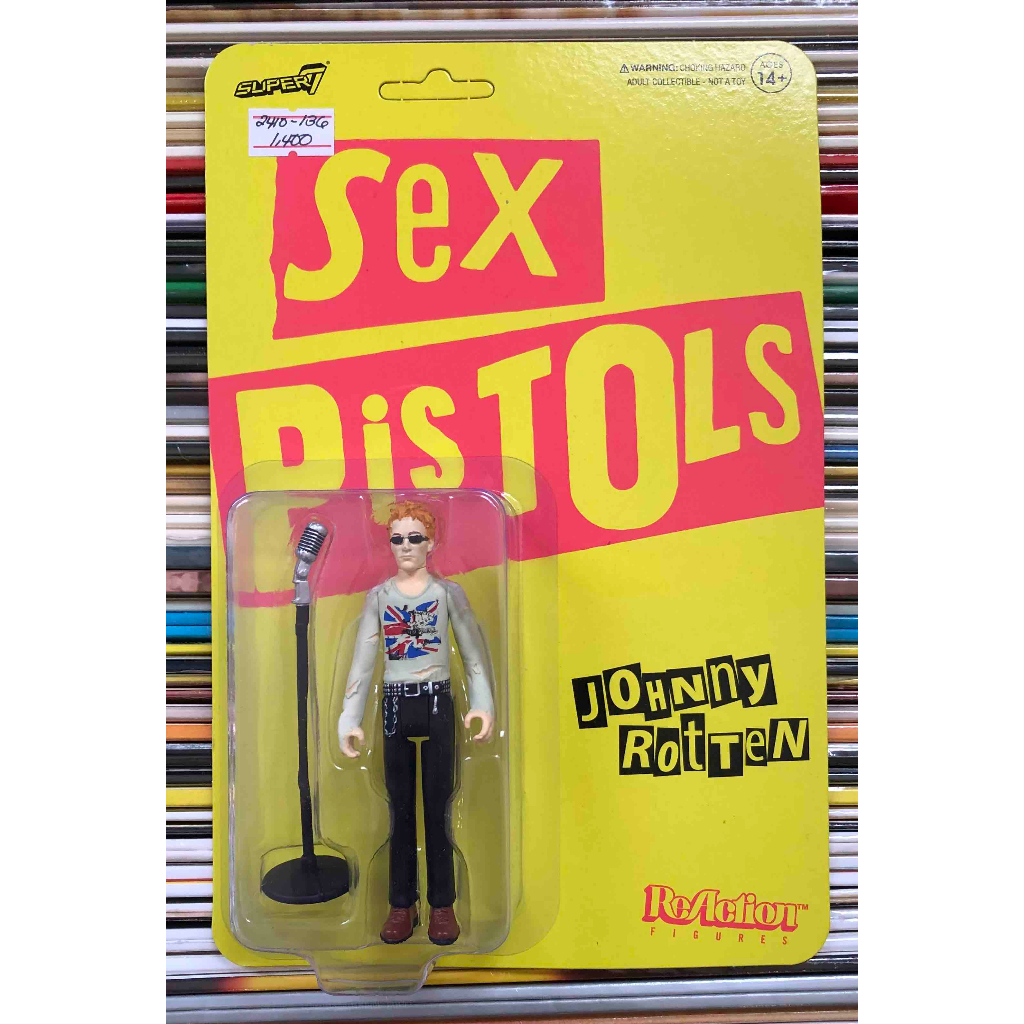 SUPER7
⚠ WARNING: CHOKING HAZARD
ADULT COLLECTIBLE - NOT A TOY
AGES
14+
2410-136
1,400
SeX
PiSTOLS
JOHNNy
ROtTeN
ReAction™
FIGURES